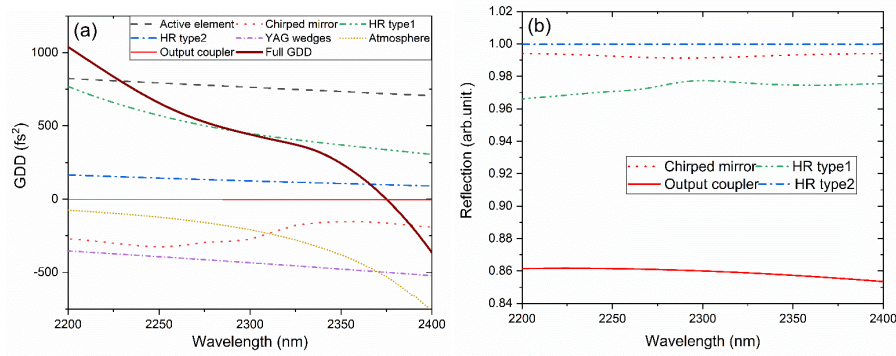 (a)
Active element Chirped mirror HR type1
HR type2 YAG wedges Atmosphere
Output coupler Full GDD
1000
500
0
-500
GDD (fs²)
2200 2250 2300 2350 2400
Wavelength (nm)
(b)
1.02
1.00
0.98
0.96
0.94
0.92
0.90
0.88
0.86
0.84
Reflection (arb.unit.)
Chirped mirror HR type1
Output coupler HR type2
2200 2250 2300 2350 2400
Wavelength (nm)